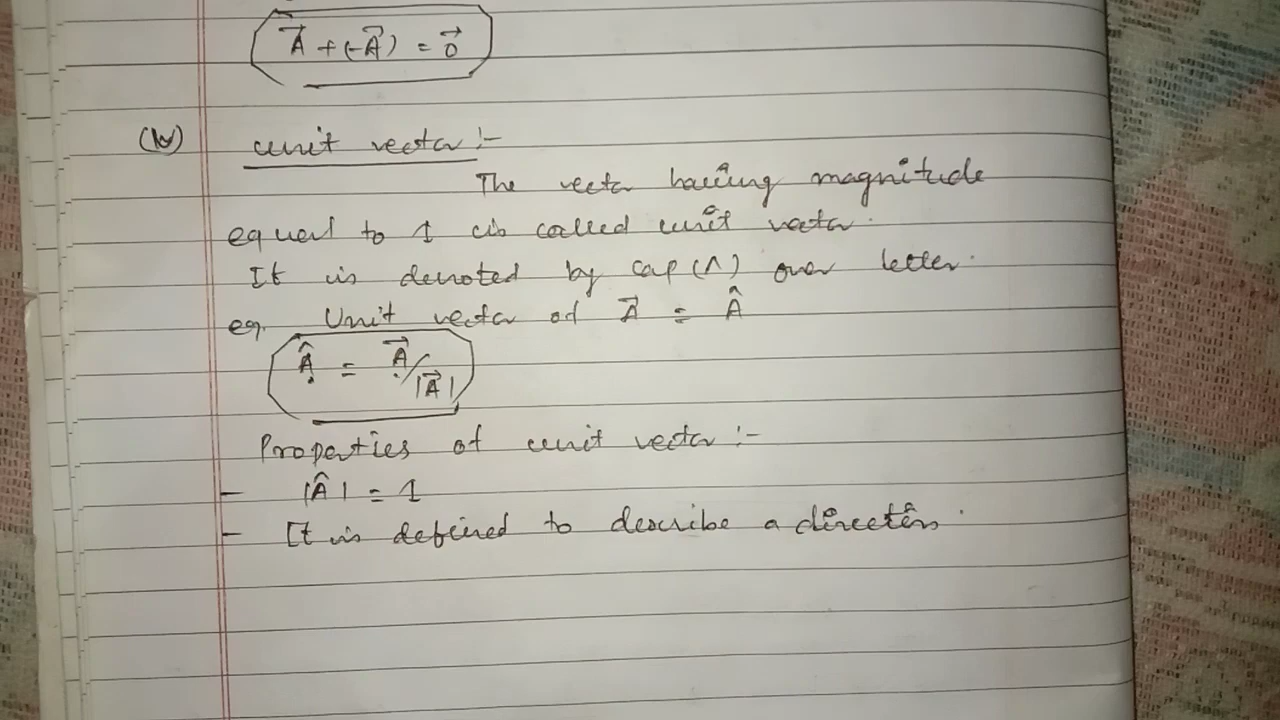 A⃗ + (-A⃗) = 0⃗
(iv) unit vector :-
The vector having magnitude
equal to 1 is called unit vector.
It is denoted by cap (^) over letter.
eg. Unit vector of A⃗ = Â
Â = A⃗/|A⃗|
Properties of unit vector :-
- |Â| = 1
- It is defined to describe a direction.